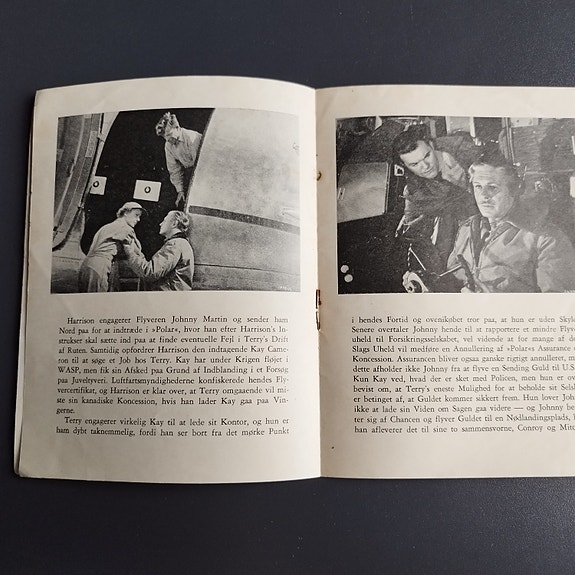 Harrison engagerer Flyveren Johnny Martin og sender ham
Nord paa for at indtræde i »Polar«, hvor han efter Harrison's In-
strukser skal sætte ind paa at finde eventuelle Fejl i Terry's Drift
af Ruten. Samtidig opfordrer Harrison den indtagende Kay Came-
ron til at søge et Job hos Terry. Kay har under Krigen fløjet i
WASP, men fik sin Afsked paa Grund af Indblanding i et Forsøg
paa Juveltyveri. Luftfartsmyndighederne konfiskerede hendes Fly-
vercertifikat, og Harrison er klar over, at Terry omgaaende vil mi-
ste sin kanadiske Koncession, hvis han lader Kay gaa paa Vin-
gerne.
Terry engagerer virkelig Kay til at lede sit Kontor, og hun er
ham dybt taknemmelig, fordi han ser bort fra det mørke Punkt
i hendes Fortid og ovenikøbet tror paa, at hun er uden Skyl
Senere overtaler Johnny hende til at rapportere et mindre Flyv
uheld til Forsikringsselskabet, vel vidende at for mange af de
Slags Uheld vil medføre en Annullering af »Polar«s Assurance
Koncession. Assurancen bliver ogsaa ganske rigtigt annulleret, m
dette afholder ikke Johnny fra at flyve en Sending Guld til U.S.
Kun Kay ved, hvad der er sket med Policen, men hun er ov
bevist om, at Terry's eneste Mulighed for at beholde sit Selsk
er betinget af, at Guldet kommer sikkert frem. Hun lover Joh
ikke at lade sin Viden om Sagen gaa videre — og Johnny be
ter sig af Chancen og flyver Guldet til en Nødlandingsplads, h
han afleverer det til sine to sammensvorne, Conroy og Mitc